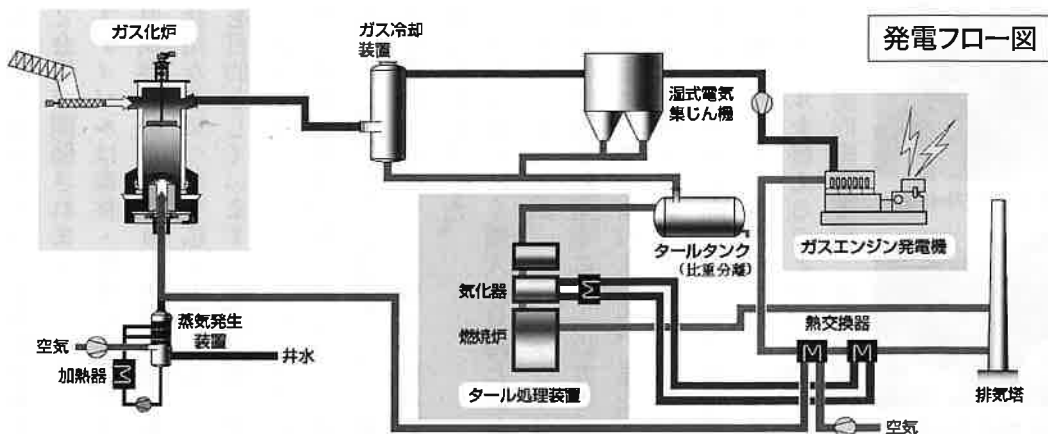 発電フロー図
ガス化炉
ガス冷却
装置
湿式電気
集じん機
タールタンク
(比重分離)
ガスエンジン発電機
気化器
燃焼炉
タール処理装置
熱交換器
排気塔
空気
蒸気発生
装置
空気
加熱器
井水